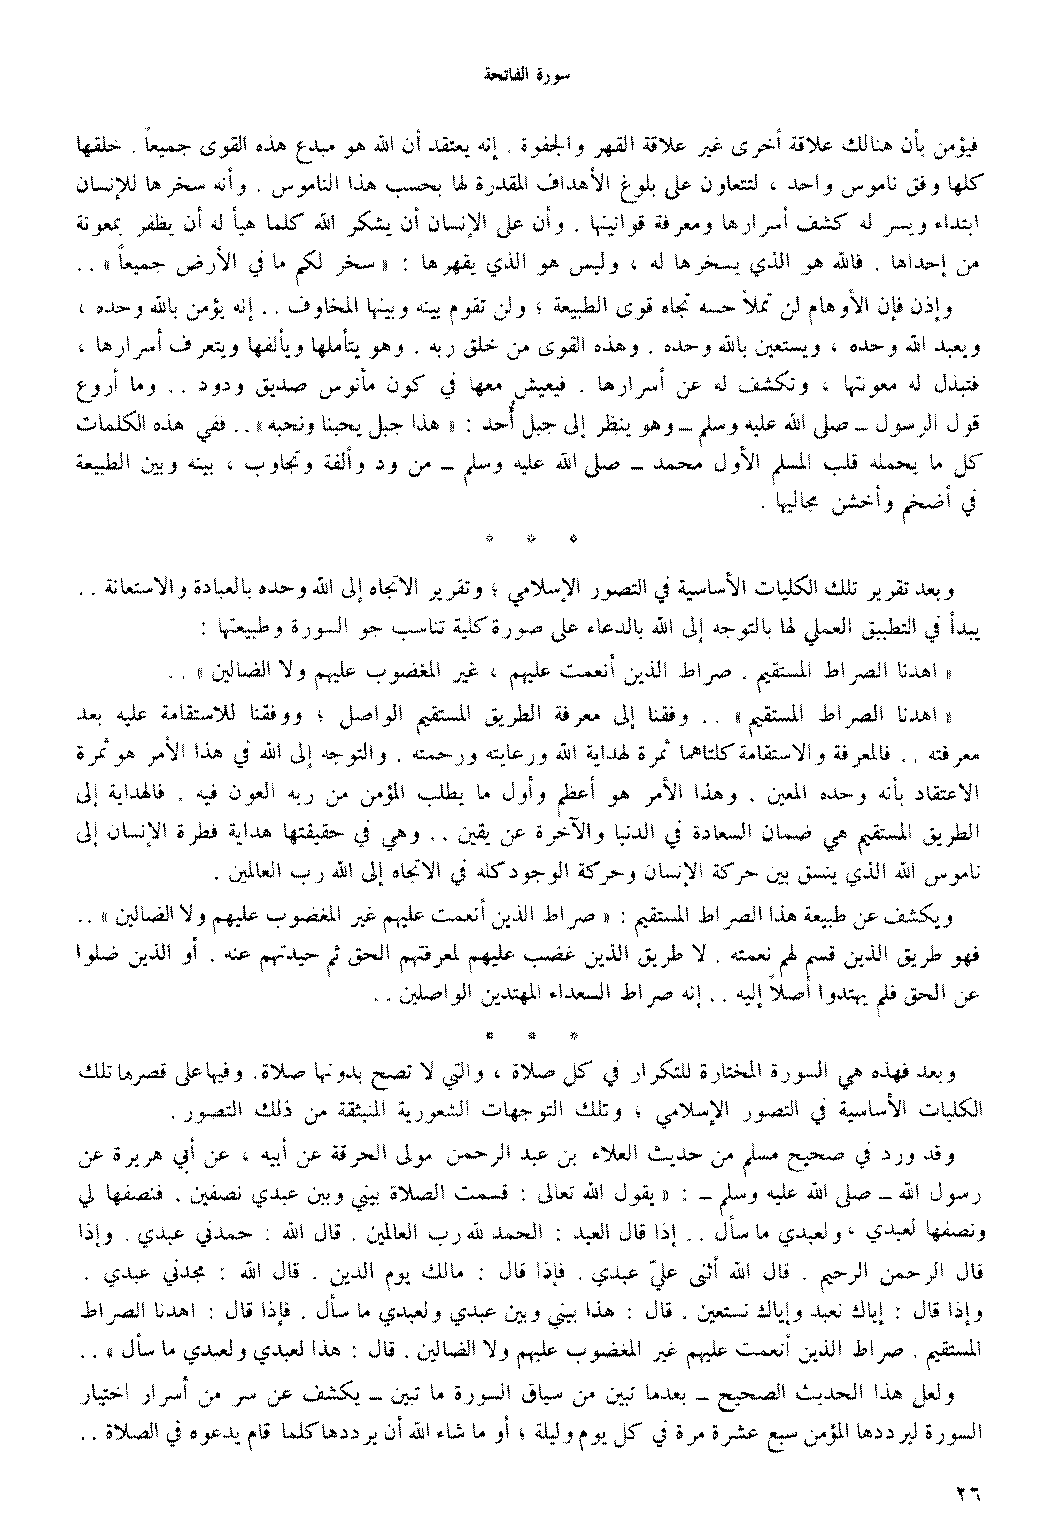 سورة الفاتحة
فيؤمن بأن هنالك علاقة أخرى غير علاقة القهر والجفوة . إنه يعتقد أن الله هو مبدع هذه القوى جميعاً . خلقها
كلها وفق ناموس واحد ، لتتعاون على بلوغ الأهداف المقدرة لها بحسب هذا الناموس . وأنه سخرها للإنسان
ابتداء ويسر له كشف أسرارها ومعرفة قوانينها . وأن على الإنسان أن يشكر الله كلما هيأ له أن يظفر بمعونة
من إحداها . فالله هو الذي يسخرها له ، وليس هو الذي يقهرها : « سخر لكم ما في الأرض جميعاً » . .
وإذن فإن الأوهام لن تملأ حسه تجاه قوى الطبيعة ؛ ولن تقوم بينه وبينها المخاوف . . إنه يؤمن بالله وحده ،
ويعبد الله وحده ، ويستعين بالله وحده . وهذه القوى من خلق ربه . وهو يتأملها ويألفها ويتعرف أسرارها ،
فتبذل له معونتها ، وتكشف له عن أسرارها . فيعيش معها في كون مأنوس صديق ودود . . وما أروع
قول الرسول – صلى الله عليه وسلم – وهو ينظر إلى جبل أُحد : « هذا جبل يحبنا ونحبه » . . ففي هذه الكلمات
كل ما يحمله قلب المسلم الأول محمد – صلى الله عليه وسلم – من ود وألفة وتجاوب ، بينه وبين الطبيعة
في أضخم وأخشن مجاليها .
* * *
وبعد تقرير تلك الكليات الأساسية في التصور الإسلامي ؛ وتقرير الاتجاه إلى الله وحده بالعبادة والاستعانة . .
يبدأ في التطبيق العملي لها بالتوجه إلى الله بالدعاء على صورة كلية تناسب جو السورة وطبيعتها :
« اهدنا الصراط المستقيم . صراط الذين أنعمت عليهم ، غير المغضوب عليهم ولا الضالين » . .
« اهدنا الصراط المستقيم » . . وفقنا إلى معرفة الطريق المستقيم الواصل ؛ ووفقنا للاستقامة عليه بعد
معرفته . . فالمعرفة والاستقامة كلتاهما ثمرة لهداية الله ورعايته ورحمته . والتوجه إلى الله في هذا الأمر هو ثمرة
الاعتقاد بأنه وحده المعين . وهذا الأمر هو أعظم وأول ما يطلب المؤمن من ربه العون فيه . فالهداية إلى
الطريق المستقيم هي ضمان السعادة في الدنيا والآخرة عن يقين . . وهي في حقيقتها هداية فطرة الإنسان إلى
ناموس الله الذي ينسق بين حركة الإنسان وحركة الوجود كله في الاتجاه إلى الله رب العالمين .
ويكشف عن طبيعة هذا الصراط المستقيم : « صراط الذين أنعمت عليهم غير المغضوب عليهم ولا الضالين » . .
فهو طريق الذين قسم لهم نعمته . لا طريق الذين غضب عليهم لمعرفتهم الحق ثم حيدتهم عنه . أو الذين ضلوا
عن الحق فلم يهتدوا أصلاً إليه . . إنه صراط السعداء المهتدين الواصلين . .
* * *
وبعد فهذه هي السورة المختارة للتكرار في كل صلاة ، والتي لا تصح بدونها صلاة . وفيها على قصرها تلك
الكليات الأساسية في التصور الإسلامي ؛ وتلك التوجهات الشعورية المنبثقة من ذلك التصور .
وقد ورد في صحيح مسلم من حديث العلاء بن عبد الرحمن مولى الحرقة عن أبيه ، عن أبي هريرة عن
رسول الله – صلى الله عليه وسلم – : « يقول الله تعالى : قسمت الصلاة بيني وبين عبدي نصفين . فنصفها لي
ونصفها لعبدي ، ولعبدي ما سأل . . إذا قال العبد : الحمد لله رب العالمين . قال الله : حمدني عبدي . وإذا
قال الرحمن الرحيم . قال الله أثنى عليّ عبدي . فإذا قال : مالك يوم الدين . قال الله : مجدني عبدي .
وإذا قال : إياك نعبد وإياك نستعين . قال : هذا بيني وبين عبدي ولعبدي ما سأل . فإذا قال : اهدنا الصراط
المستقيم . صراط الذين أنعمت عليهم غير المغضوب عليهم ولا الضالين . قال : هذا لعبدي ولعبدي ما سأل » . .
ولعل هذا الحديث الصحيح – بعدما تبين من سياق السورة ما تبين – يكشف عن سر من أسرار اختيار
السورة ليرددها المؤمن سبع عشرة مرة في كل يوم وليلة ؛ أو ما شاء الله أن يرددها كلما قام يدعوه في الصلاة . .
٢٦